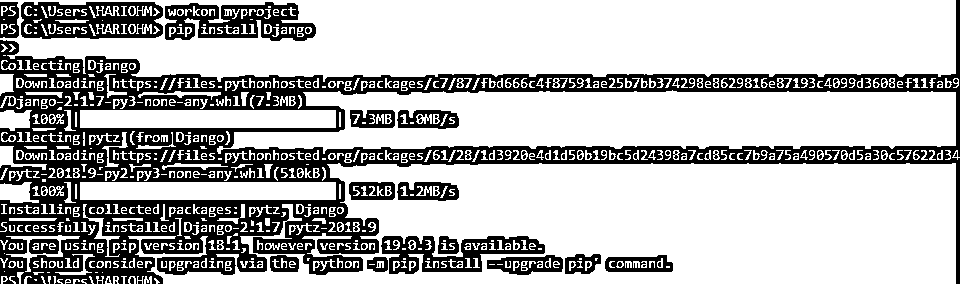 PS C:\Users\HARIOHM> workon myproject
PS C:\Users\HARIOHM> pip install Django
>>
Collecting Django
Downloading https://files.pythonhosted.org/packages/c7/87/fbd666c4f87591ae25b7bb374298e8629816e87193c4099d3608ef11fab9
/Django-2.1.7-py3-none-any.whl (7.3MB)
100% | | 7.3MB 1.0MB/s
Collecting pytz (from Django)
Downloading https://files.pythonhosted.org/packages/61/28/1d3920e4d1d50b19bc5d24398a7cd85cc7b9a75a490570d5a30c57622d34
/pytz-2018.9-py2.py3-none-any.whl (510kB)
100% | | 512kB 1.2MB/s
Installing collected packages: pytz, Django
Successfully installed Django-2.1.7 pytz-2018.9
You are using pip version 18.1, however version 19.0.3 is available.
You should consider upgrading via the 'python -m pip install --upgrade pip' command.
PS C:\Users\HARIOHM>